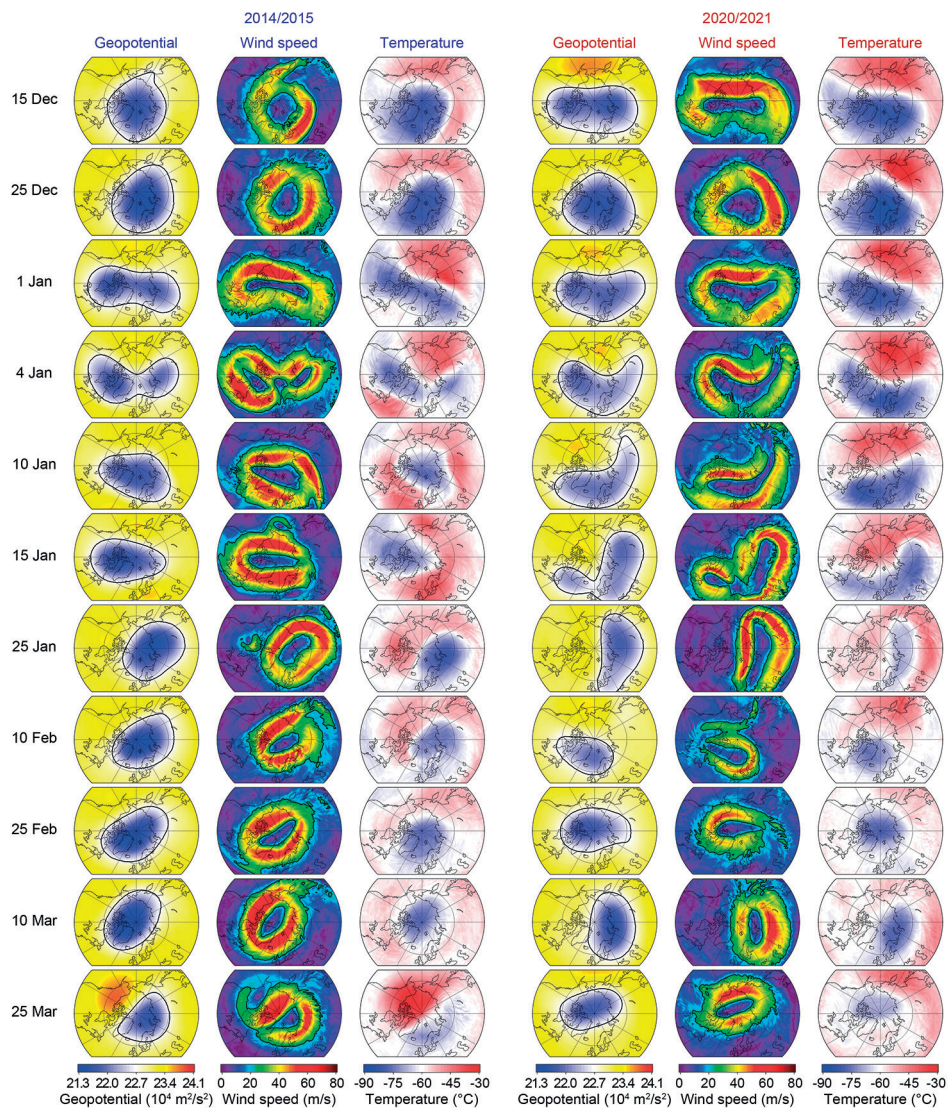 2014/2015 2020/2021
Geopotential Wind speed Temperature Geopotential Wind speed Temperature
15 Dec
25 Dec
1 Jan
4 Jan
10 Jan
15 Jan
25 Jan
10 Feb
25 Feb
10 Mar
25 Mar
21.3 22.0 22.7 23.4 24.1 0 20 40 60 80 -90 -75 -60 -45 -30 21.3 22.0 22.7 23.4 24.1 0 20 40 60 80 -90 -75 -60 -45 -30
Geopotential (10⁴ m²/s²) Wind speed (m/s) Temperature (°C) Geopotential (10⁴ m²/s²) Wind speed (m/s) Temperature (°C)